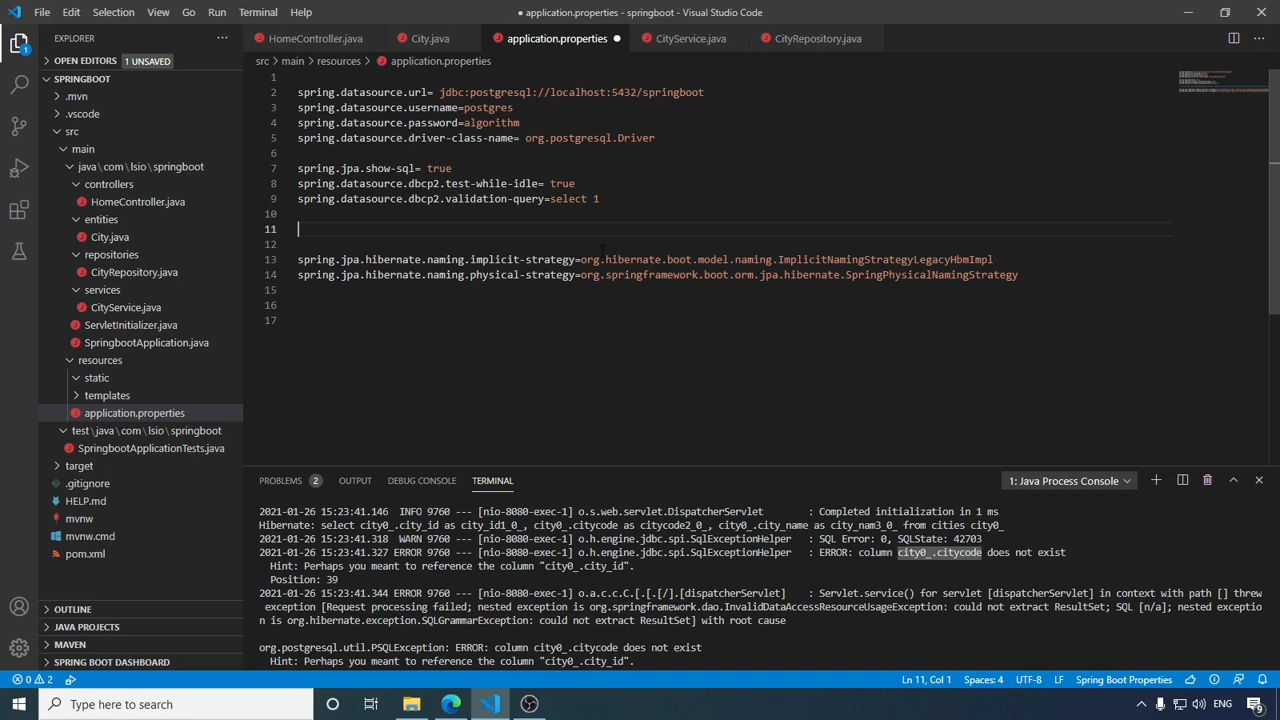 File Edit Selection View Go Run Terminal Help
● application.properties - springboot - Visual Studio Code
EXPLORER
HomeController.java City.java application.properties CityService.java CityRepository.java
OPEN EDITORS 1 UNSAVED
src > main > resources > application.properties
SPRINGBOOT
.mvn
.vscode
src
main
java\com\lsio\springboot
controllers
HomeController.java
entities
City.java
repositories
CityRepository.java
services
CityService.java
ServletInitializer.java
SpringbootApplication.java
resources
static
templates
application.properties
test\java\com\lsio\springboot
SpringbootApplicationTests.java
target
.gitignore
HELP.md
mvnw
mvnw.cmd
pom.xml
OUTLINE
JAVA PROJECTS
MAVEN
SPRING BOOT DASHBOARD
1
2 spring.datasource.url= jdbc:postgresql://localhost:5432/springboot
3 spring.datasource.username=postgres
4 spring.datasource.password=algorithm
5 spring.datasource.driver-class-name= org.postgresql.Driver
6
7 spring.jpa.show-sql= true
8 spring.datasource.dbcp2.test-while-idle= true
9 spring.datasource.dbcp2.validation-query=select 1
10
11
12
13 spring.jpa.hibernate.naming.implicit-strategy=org.hibernate.boot.model.naming.ImplicitNamingStrategyLegacyHbmImpl
14 spring.jpa.hibernate.naming.physical-strategy=org.springframework.boot.orm.jpa.hibernate.SpringPhysicalNamingStrategy
15
16
17
PROBLEMS 2 OUTPUT DEBUG CONSOLE TERMINAL 1: Java Process Console
2021-01-26 15:23:41.146 INFO 9760 --- [nio-8080-exec-1] o.s.web.servlet.DispatcherServlet : Completed initialization in 1 ms
Hibernate: select city0_.city_id as city_id1_0_, city0_.citycode as citycode2_0_, city0_.city_name as city_nam3_0_ from cities city0_
2021-01-26 15:23:41.318 WARN 9760 --- [nio-8080-exec-1] o.h.engine.jdbc.spi.SqlExceptionHelper : SQL Error: 0, SQLState: 42703
2021-01-26 15:23:41.327 ERROR 9760 --- [nio-8080-exec-1] o.h.engine.jdbc.spi.SqlExceptionHelper : ERROR: column city0_.citycode does not exist
Hint: Perhaps you meant to reference the column "city0_.city_id".
Position: 39
2021-01-26 15:23:41.344 ERROR 9760 --- [nio-8080-exec-1] o.a.c.c.C.[.[.[/].[dispatcherServlet] : Servlet.service() for servlet [dispatcherServlet] in context with path [] threw
exception [Request processing failed; nested exception is org.springframework.dao.InvalidDataAccessResourceUsageException: could not extract ResultSet; SQL [n/a]; nested exceptio
n is org.hibernate.exception.SQLGrammarException: could not extract ResultSet] with root cause
org.postgresql.util.PSQLException: ERROR: column city0_.citycode does not exist
Hint: Perhaps you meant to reference the column "city0_.city_id".
0 2 Ln 11, Col 1 Spaces: 4 UTF-8 LF Spring Boot Properties
Type here to search
ENG
9